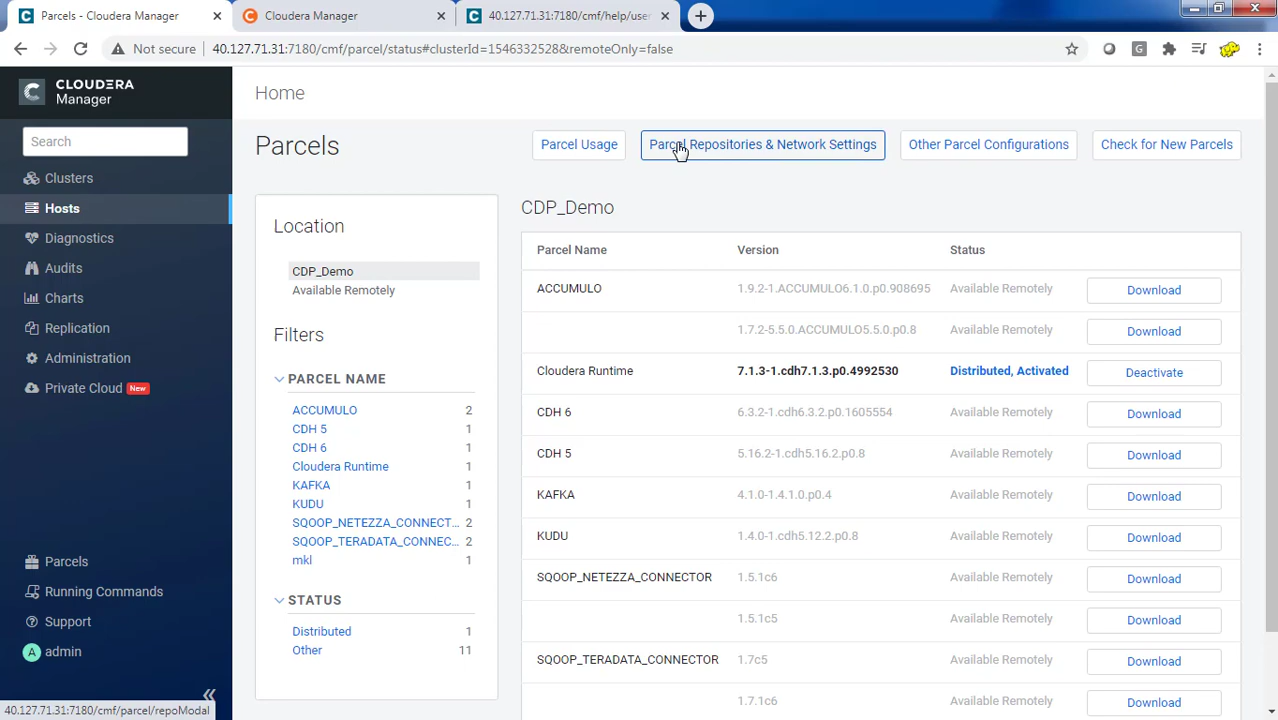 Parcels - Cloudera Manager
Cloudera Manager
40.127.71.31:7180/cmf/help/user
Not secure
40.127.71.31:7180/cmf/parcel/status#clusterId=1546332528&remoteOnly=false
CLOUDERA
Manager
Search
Clusters
Hosts
Diagnostics
Audits
Charts
Replication
Administration
Private Cloud New
Parcels
Running Commands
Support
A admin
40.127.71.31:7180/cmf/parcel/repoModal
Home
Parcels
Parcel Usage
Parcel Repositories & Network Settings
Other Parcel Configurations
Check for New Parcels
Location
CDP_Demo
Available Remotely
Filters
PARCEL NAME
ACCUMULO 2
CDH 5 1
CDH 6 1
Cloudera Runtime 1
KAFKA 1
KUDU 1
SQOOP_NETEZZA_CONNECT... 2
SQOOP_TERADATA_CONNEC... 2
mkl 1
STATUS
Distributed 1
Other 11
CDP_Demo
Parcel Name Version Status
ACCUMULO 1.9.2-1.ACCUMULO6.1.0.p0.908695 Available Remotely Download
1.7.2-5.5.0.ACCUMULO5.5.0.p0.8 Available Remotely Download
Cloudera Runtime 7.1.3-1.cdh7.1.3.p0.4992530 Distributed, Activated Deactivate
CDH 6 6.3.2-1.cdh6.3.2.p0.1605554 Available Remotely Download
CDH 5 5.16.2-1.cdh5.16.2.p0.8 Available Remotely Download
KAFKA 4.1.0-1.4.1.0.p0.4 Available Remotely Download
KUDU 1.4.0-1.cdh5.12.2.p0.8 Available Remotely Download
SQOOP_NETEZZA_CONNECTOR 1.5.1c6 Available Remotely Download
1.5.1c5 Available Remotely Download
SQOOP_TERADATA_CONNECTOR 1.7c5 Available Remotely Download
1.7.1c6 Available Remotely Download